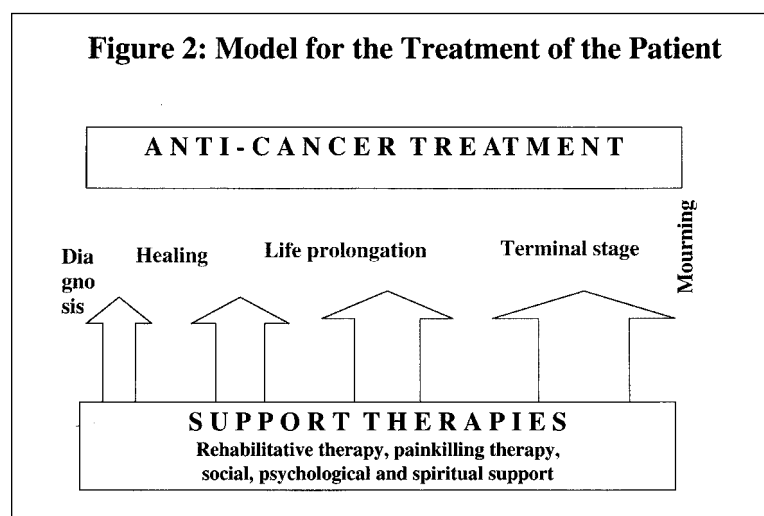 Figure 2: Model for the Treatment of the Patient
ANTI-CANCER TREATMENT
Dia
gno
sis
Healing
Life prolongation
Terminal stage
Mourning
SUPPORT THERAPIES
Rehabilitative therapy, painkilling therapy,
social, psychological and spiritual support